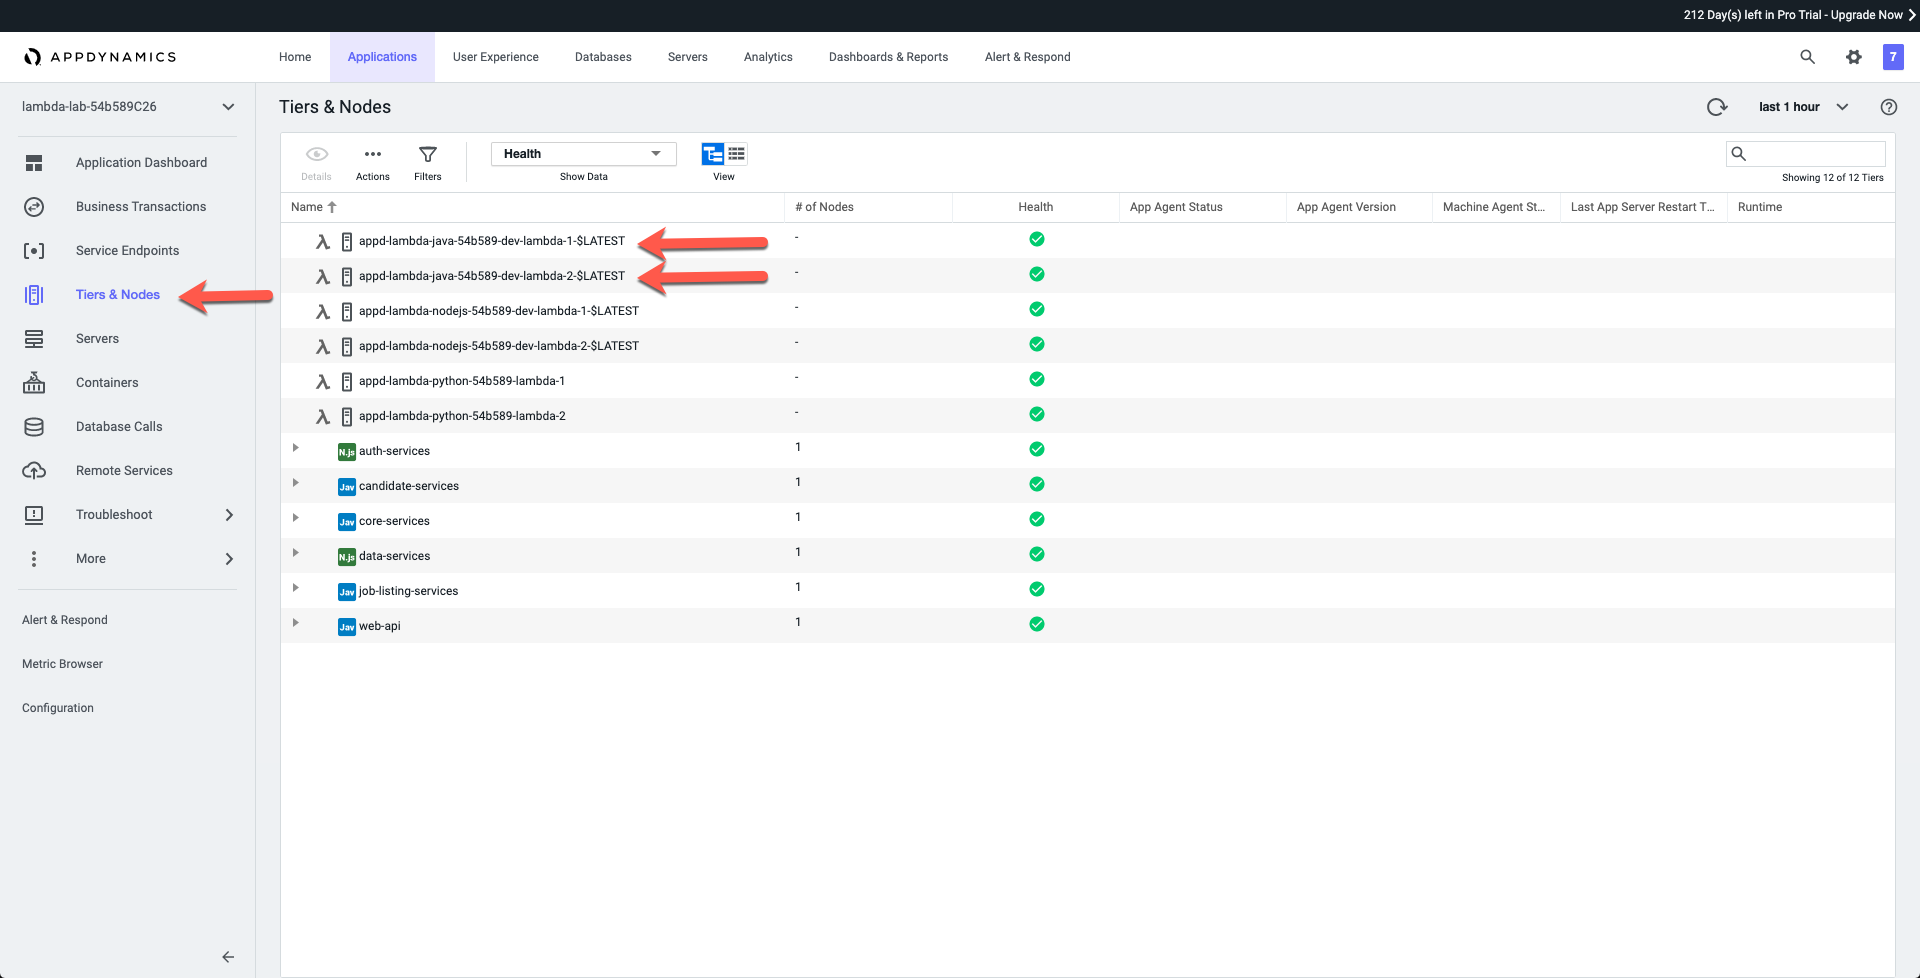 212 Day(s) left in Pro Trial - Upgrade Now
APPDYNAMICS
Home
Applications
User Experience
Databases
Servers
Analytics
Dashboards & Reports
Alert & Respond
7
lambda-lab-54b589C26
Tiers & Nodes
last 1 hour
Application Dashboard
Business Transactions
Service Endpoints
Tiers & Nodes
Servers
Containers
Database Calls
Remote Services
Troubleshoot
More
Alert & Respond
Metric Browser
Configuration
Details
Actions
Filters
Health
Show Data
View
Showing 12 of 12 Tiers
Name
# of Nodes
Health
App Agent Status
App Agent Version
Machine Agent St...
Last App Server Restart T...
Runtime
λ appd-lambda-java-54b589-dev-lambda-1-$LATEST -
λ appd-lambda-java-54b589-dev-lambda-2-$LATEST -
λ appd-lambda-nodejs-54b589-dev-lambda-1-$LATEST -
λ appd-lambda-nodejs-54b589-dev-lambda-2-$LATEST -
λ appd-lambda-python-54b589-lambda-1 -
λ appd-lambda-python-54b589-lambda-2 -
N.js auth-services 1
Jav candidate-services 1
Jav core-services 1
N.js data-services 1
Jav job-listing-services 1
Jav web-api 1